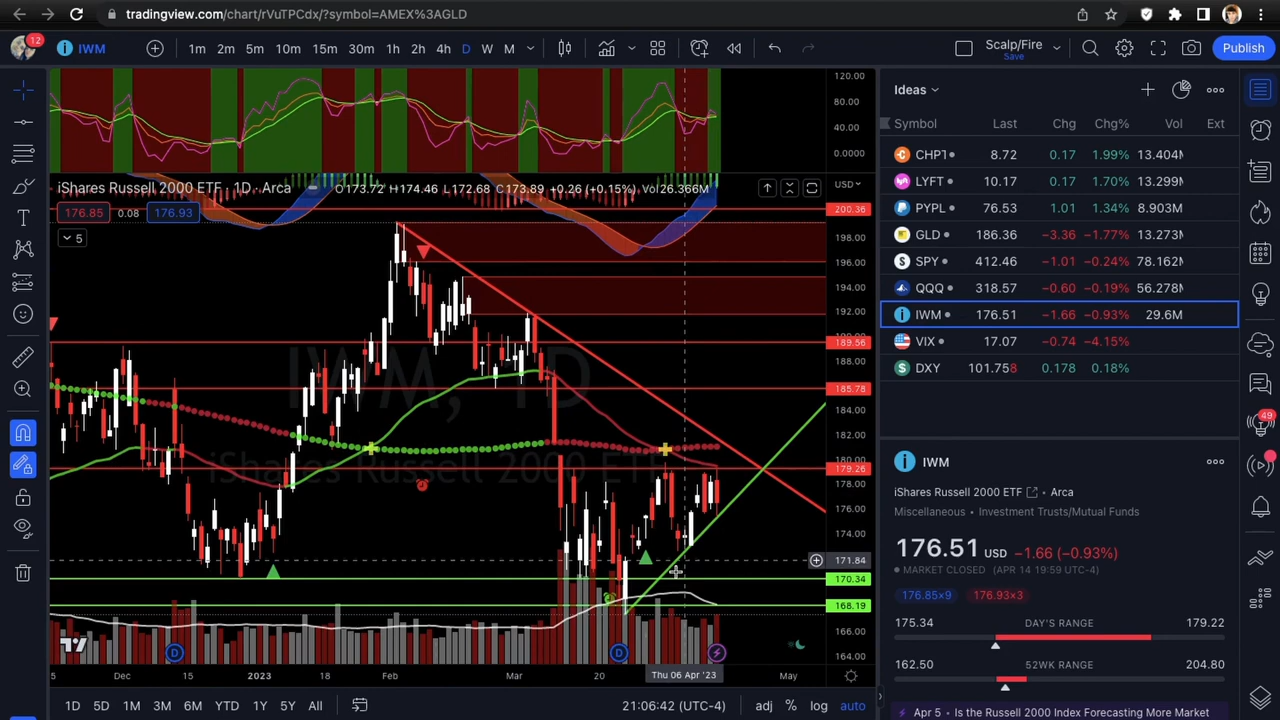 tradingview.com/chart/rVuTPCdx/?symbol=AMEX%3AGLD
12 IWM 1m 2m 5m 10m 15m 30m 1h 2h 4h D W M Scalp/Fire Save Publish
120.00
80.00
40.00
0.0000
iShares Russell 2000 ETF · 1D · Arca O173.72 H174.46 L172.68 C173.89 +0.26 (+0.15%) Vol26.366M USD
176.85 0.08 176.93
5
200.36
198.00
196.00
194.00
192.00
189.56
188.00
185.78
184.00
182.00
180.00
179.26
178.00
176.00
174.00
171.84
170.34
168.19
166.00
164.00
IWM, 1D
iShares Russell 2000 ETF
D D
Dec 15 2023 18 Feb Mar 20 Thu 06 Apr '23 May
1D 5D 1M 3M 6M YTD 1Y 5Y All 21:06:42 (UTC-4) adj % log auto
Ideas
Symbol Last Chg Chg% Vol Ext
CHPT 8.72 0.17 1.99% 13.404M
LYFT 10.17 0.17 1.70% 13.299M
PYPL 76.53 1.01 1.34% 8.903M
GLD 186.36 −3.36 −1.77% 13.273M
SPY 412.46 −1.01 −0.24% 78.162M
QQQ 318.57 −0.60 −0.19% 56.278M
IWM 176.51 −1.66 −0.93% 29.6M
VIX 17.07 −0.74 −4.15%
DXY 101.758 0.178 0.18%
IWM
iShares Russell 2000 ETF · Arca
Miscellaneous · Investment Trusts/Mutual Funds
176.51 USD −1.66 (−0.93%)
MARKET CLOSED (APR 14 19:59 UTC-4)
176.85×9 176.93×3
175.34 DAY'S RANGE 179.22
162.50 52WK RANGE 204.80
Apr 5 · Is the Russell 2000 Index Forecasting More Market
49